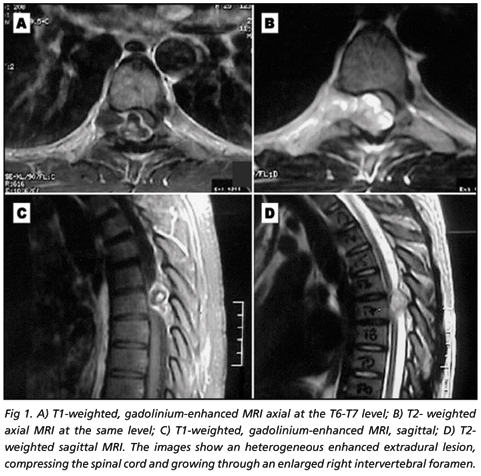 A
B
C
D
Fig 1. A) T1-weighted, gadolinium-enhanced MRI axial at the T6-T7 level; B) T2- weighted
axial MRI at the same level; C) T1-weighted, gadolinium-enhanced MRI, sagittal; D) T2-
weighted sagittal MRI. The images show an heterogeneous enhanced extradural lesion,
compressing the spinal cord and growing through an enlarged right intervertebral foramen.